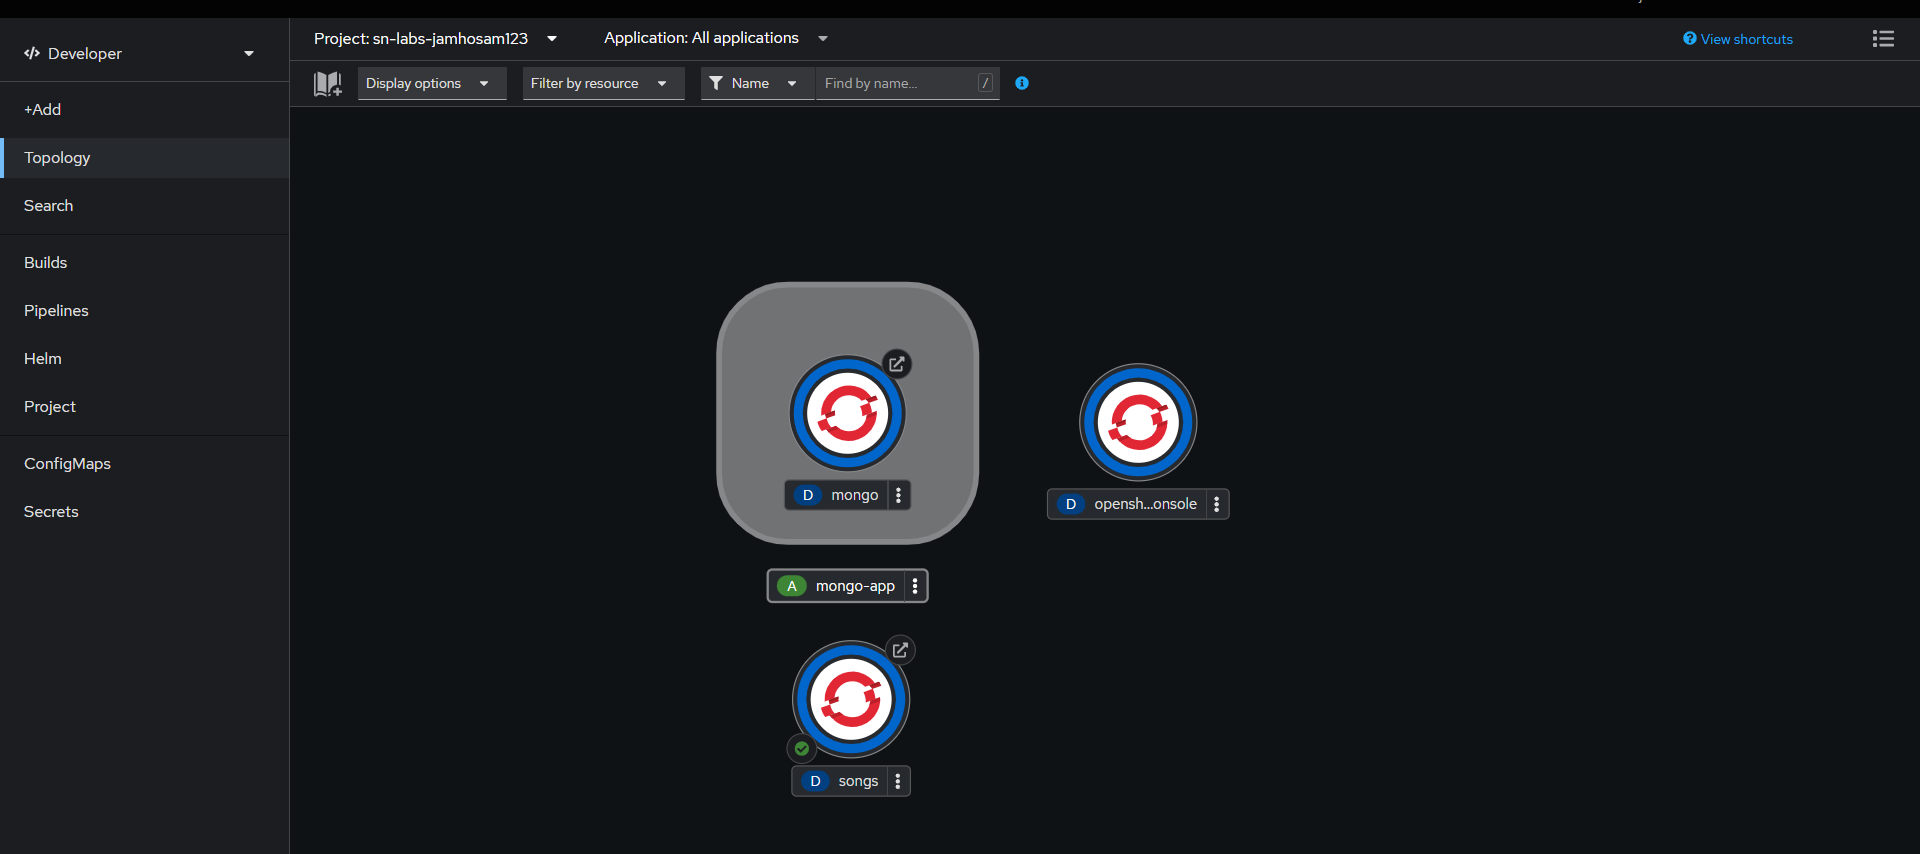 Developer
Project: sn-labs-jamhosam123
Application: All applications
View shortcuts
Display options
Filter by resource
Name
Find by name...
/
+Add
Topology
Search
Builds
Pipelines
Helm
Project
ConfigMaps
Secrets
D mongo
D opensh...onsole
A mongo-app
D songs